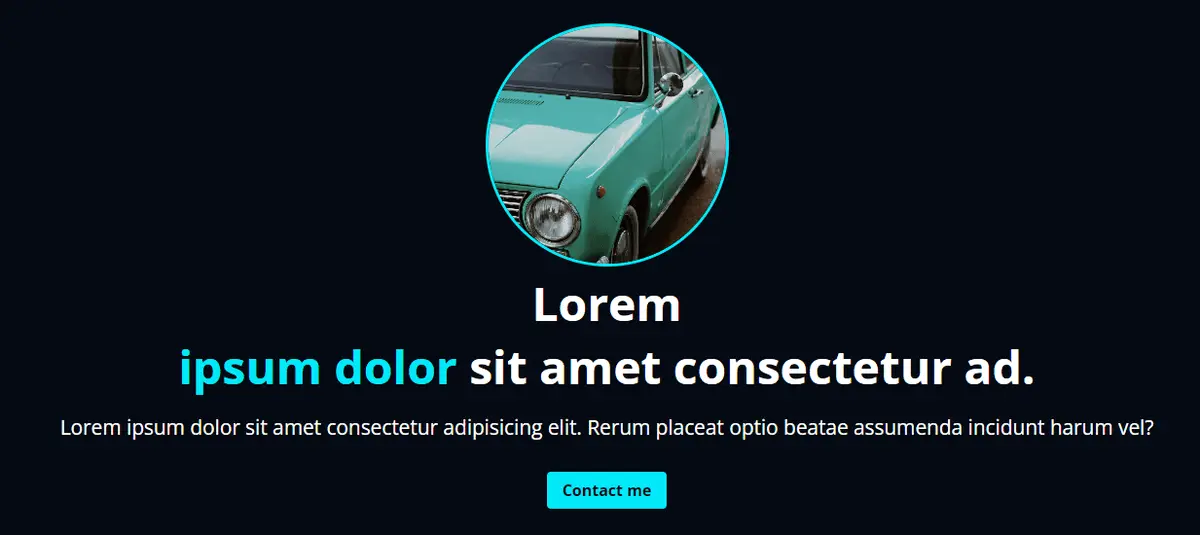 Lorem
ipsum dolor sit amet consectetur ad.
Lorem ipsum dolor sit amet consectetur adipisicing elit. Rerum placeat optio beatae assumenda incidunt harum vel?
Contact me